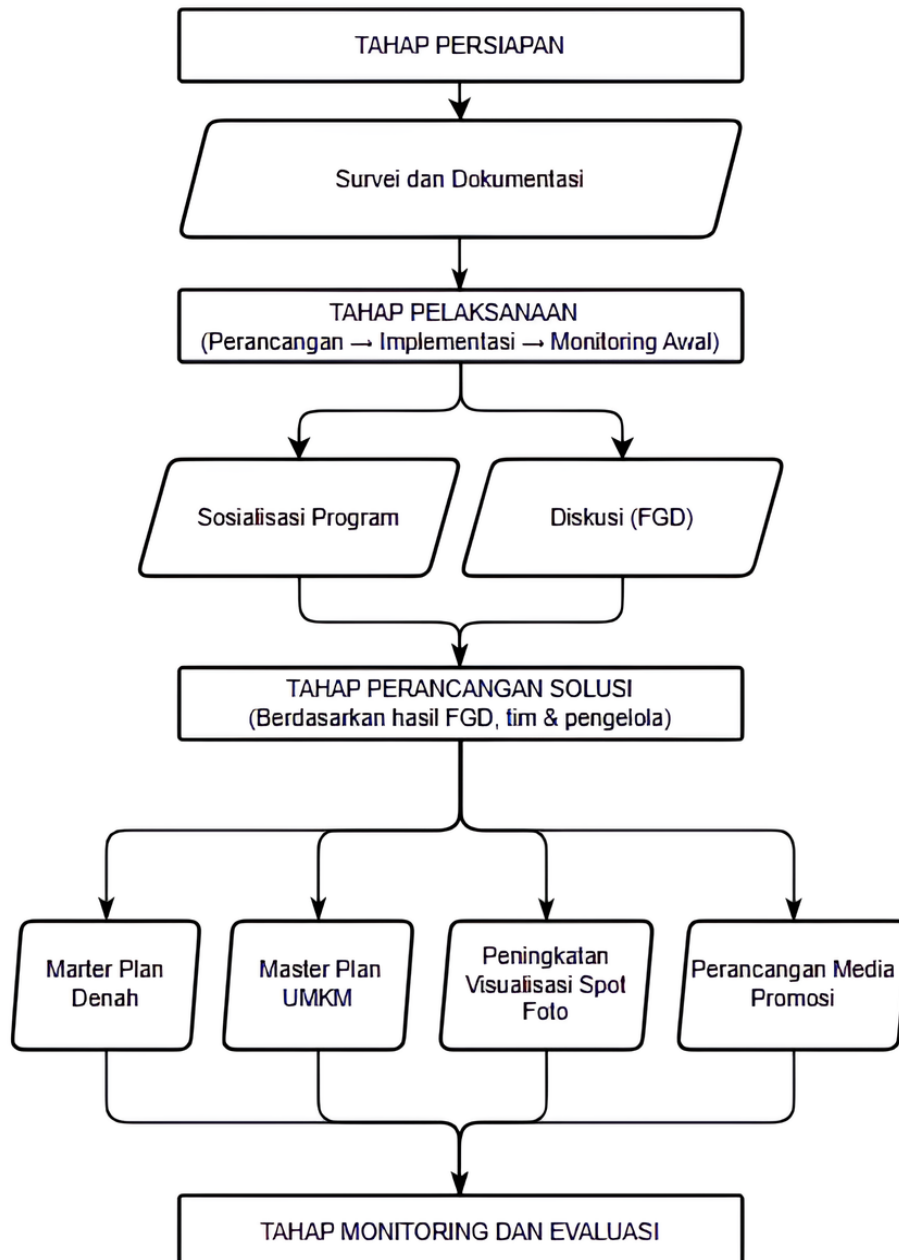 TAHAP PERSIAPAN
Survei dan Dokumentasi
TAHAP PELAKSANAAN
(Perancangan → Implementasi → Monitoring Awal)
Sosialisasi Program
Diskusi (FGD)
TAHAP PERANCANGAN SOLUSI
(Berdasarkan hasil FGD, tim & pengelola)
Marter Plan
Denah
Master Plan
UMKM
Peningkatan
Visualisasi Spot
Foto
Perancangan Media
Promosi
TAHAP MONITORING DAN EVALUASI